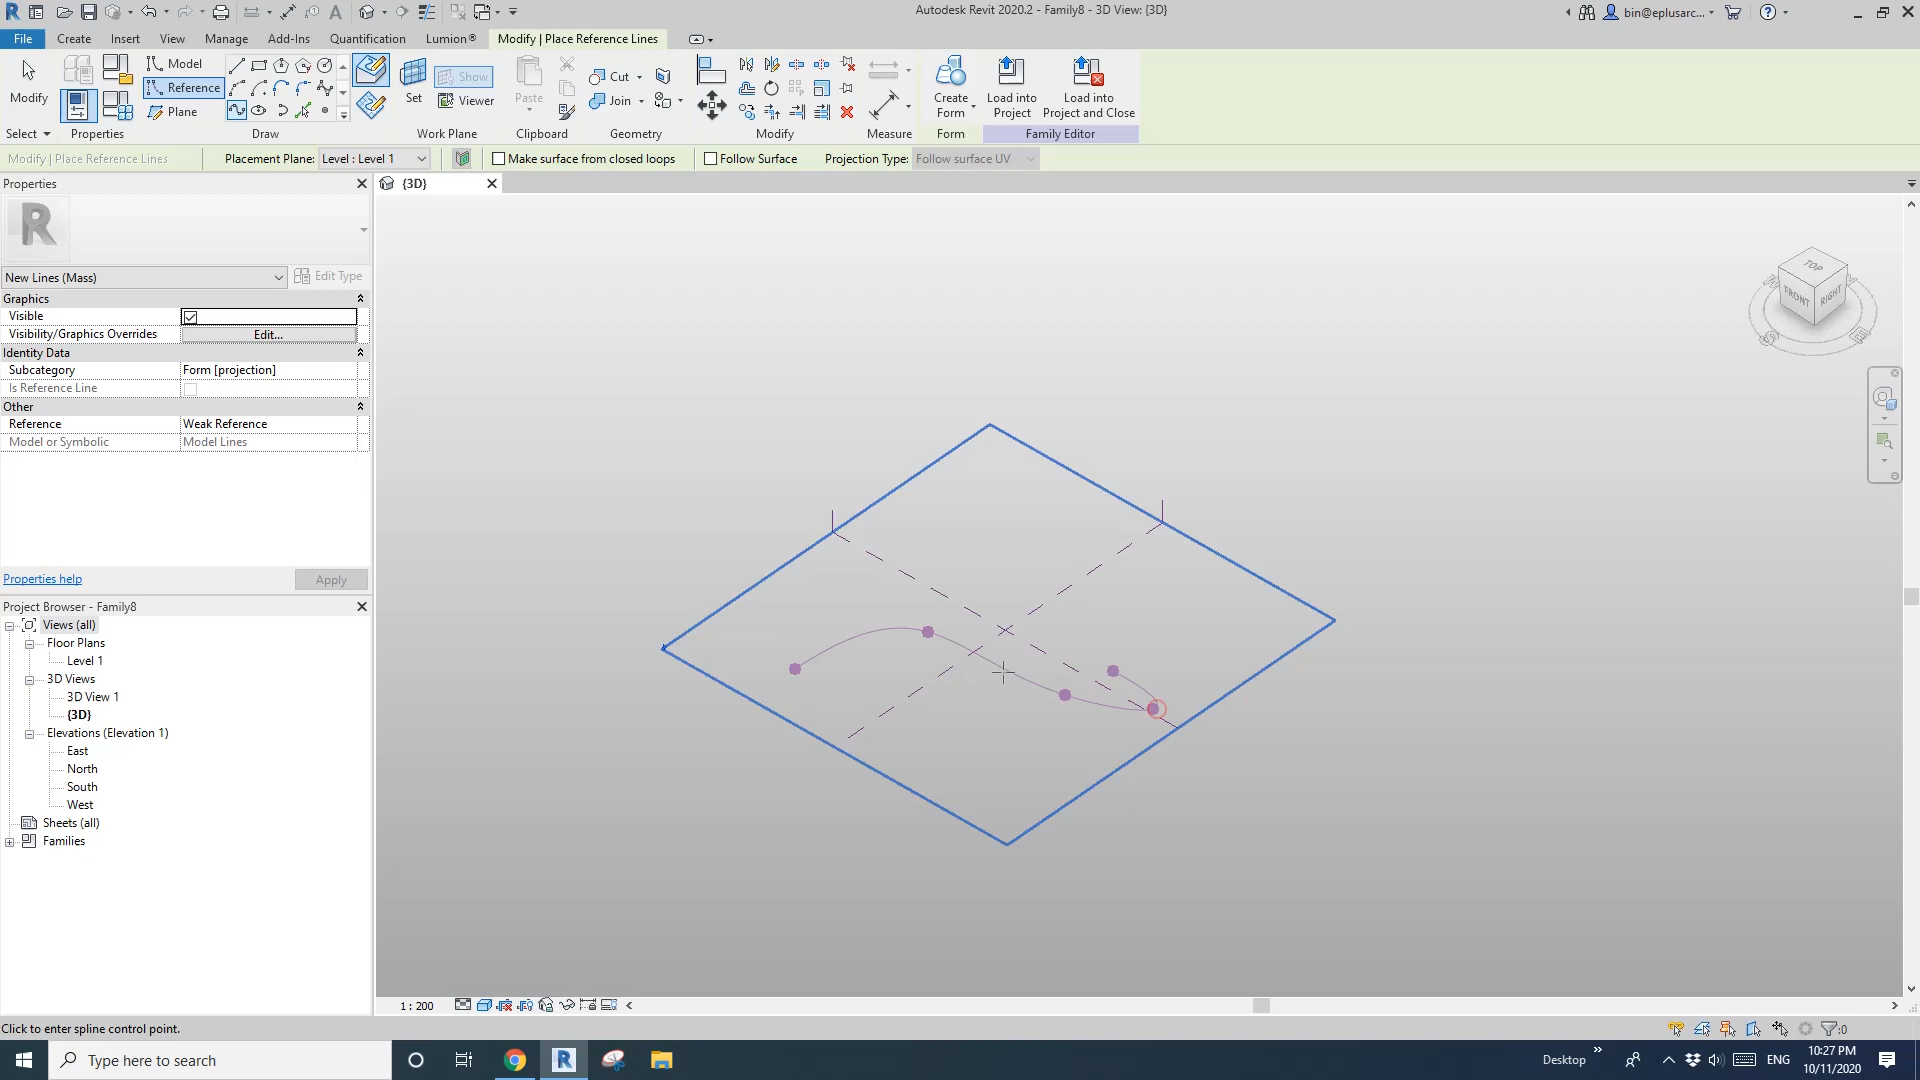 Autodesk Revit 2020.2 - Family8 - 3D View: {3D}
bin@eplusarc...
File
Create
Insert
View
Manage
Add-Ins
Quantification
Lumion®
Modify | Place Reference Lines
Modify
Model
Reference
Plane
Set
Show
Viewer
Paste
Cut
Join
Create Form
Load into Project
Load into Project and Close
Select
Properties
Draw
Work Plane
Clipboard
Geometry
Modify
Measure
Form
Family Editor
Modify | Place Reference Lines
Placement Plane:
Level : Level 1
Make surface from closed loops
Follow Surface
Projection Type:
Follow surface UV
Properties
{3D}
R
New Lines (Mass)
Edit Type
Graphics
Visible
Visibility/Graphics Overrides
Edit...
Identity Data
Subcategory
Form [projection]
Is Reference Line
Other
Reference
Weak Reference
Model or Symbolic
Model Lines
Properties help
Apply
Project Browser - Family8
Views (all)
Floor Plans
Level 1
3D Views
3D View 1
{3D}
Elevations (Elevation 1)
East
North
South
West
Sheets (all)
Families
TOP
FRONT
RIGHT
S
E
1 : 200
Click to enter spline control point.
:0
Type here to search
Desktop
ENG
10:27 PM
10/11/2020